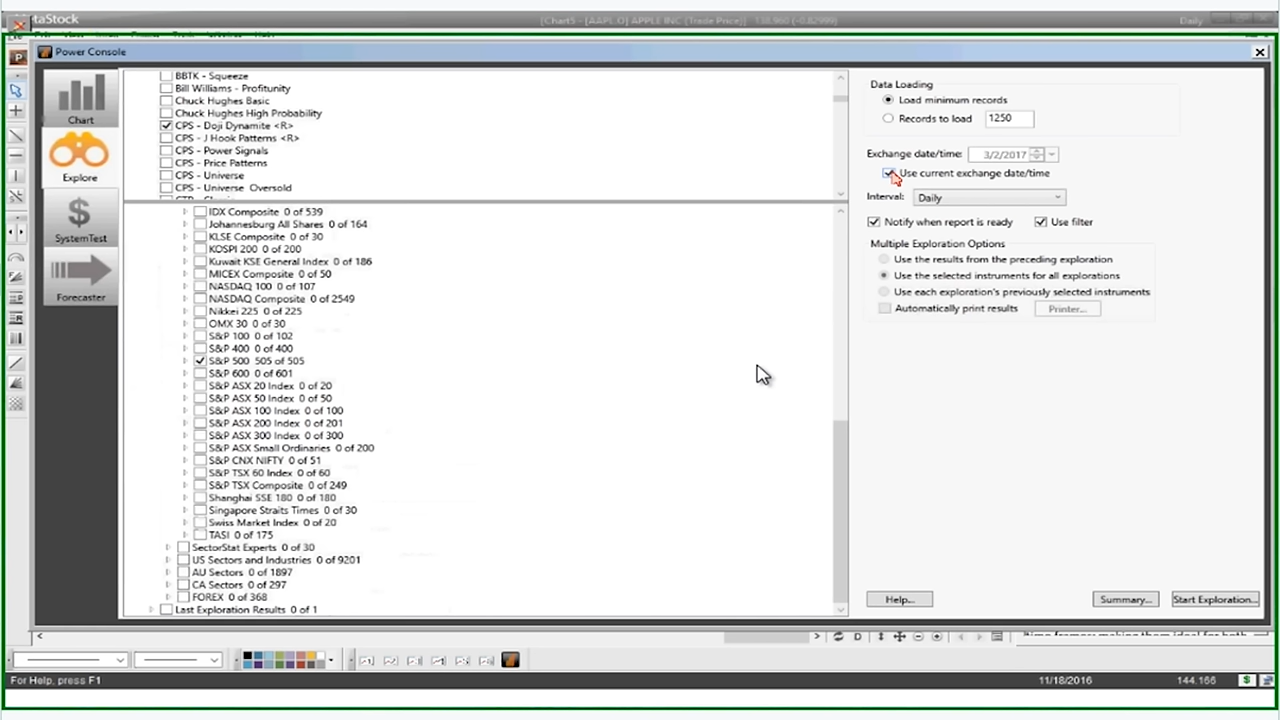 taStock
[Chart5 - [AAPL.O] APPLE INC [Trade Price]] 138.960 (-0.82999)
Daily
Power Console
Chart
Explore
SystemTest
Forecaster
BBTK - Squeeze
Bill Williams - Profitunity
Chuck Hughes Basic
Chuck Hughes High Probability
CPS - Doji Dynamite <R>
CPS - J Hook Patterns <R>
CPS - Power Signals
CPS - Price Patterns
CPS - Universe
CPS - Universe Oversold
IDX Composite 0 of 539
Johannesburg All Shares 0 of 164
KLSE Composite 0 of 30
KOSPI 200 0 of 200
Kuwait KSE General Index 0 of 186
MICEX Composite 0 of 50
NASDAQ 100 0 of 107
NASDAQ Composite 0 of 2549
Nikkei 225 0 of 225
OMX 30 0 of 30
S&P 100 0 of 102
S&P 400 0 of 400
S&P 500 505 of 505
S&P 600 0 of 601
S&P ASX 20 Index 0 of 20
S&P ASX 50 Index 0 of 50
S&P ASX 100 Index 0 of 100
S&P ASX 200 Index 0 of 201
S&P ASX 300 Index 0 of 300
S&P ASX Small Ordinaries 0 of 200
S&P CNX NIFTY 0 of 51
S&P TSX 60 Index 0 of 60
S&P TSX Composite 0 of 249
Shanghai SSE 180 0 of 180
Singapore Straits Times 0 of 30
Swiss Market Index 0 of 20
TASI 0 of 175
SectorStat Experts 0 of 30
US Sectors and Industries 0 of 9201
AU Sectors 0 of 1897
CA Sectors 0 of 297
FOREX 0 of 368
Last Exploration Results 0 of 1
Data Loading
Load minimum records
Records to load 1250
Exchange date/time: 3/2/2017
Use current exchange date/time
Interval: Daily
Notify when report is ready Use filter
Multiple Exploration Options
Use the results from the preceding exploration
Use the selected instruments for all explorations
Use each exploration's previously selected instruments
Automatically print results Printer...
Help... Summary... Start Exploration...
For Help, press F1
11/18/2016
144.166